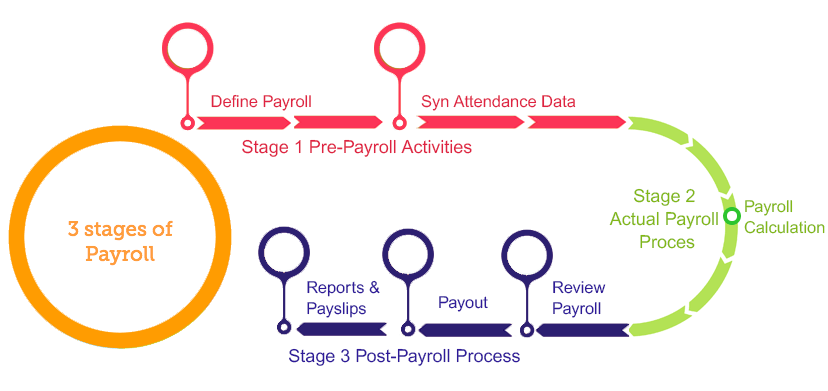 Define Payroll
Syn Attendance Data
Stage 1 Pre-Payroll Activities
3 stages of
Payroll
Stage 2
Actual Payroll
Proces
Payroll
Calculation
Review
Payroll
Payout
Reports &
Payslips
Stage 3 Post-Payroll Process